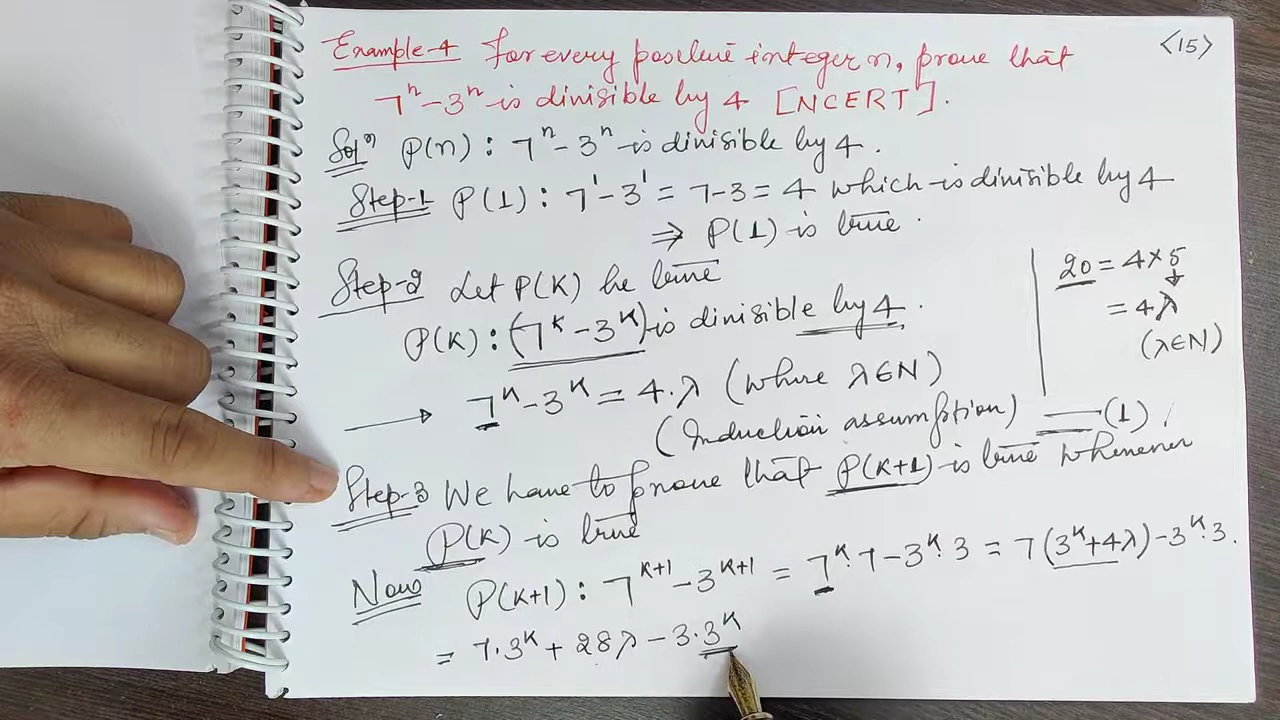 <15>
Example-4 For every positive integer n, prove that
7ⁿ - 3ⁿ is divisible by 4 [NCERT].
Solⁿ P(n) : 7ⁿ - 3ⁿ is divisible by 4.
Step-1 P(1) : 7¹ - 3¹ = 7 - 3 = 4 which is divisible by 4
⇒ P(1) is true.
Step-2 Let P(K) be true
P(K) : (7ᴷ - 3ᴷ) is divisible by 4.
→ 7ᴷ - 3ᴷ = 4.λ (where λ∈N)
(Induction assumption) —— (1)
20 = 4×5
↓
= 4λ
(λ∈N)
Step-3 We have to prove that P(K+1) is true whenever
P(K) is true
Now P(K+1) : 7ᴷ⁺¹ - 3ᴷ⁺¹ = 7ᴷ.7 - 3ᴷ.3 = 7(3ᴷ+4λ) - 3ᴷ.3.
= 7.3ᴷ + 28λ - 3.3ᴷ